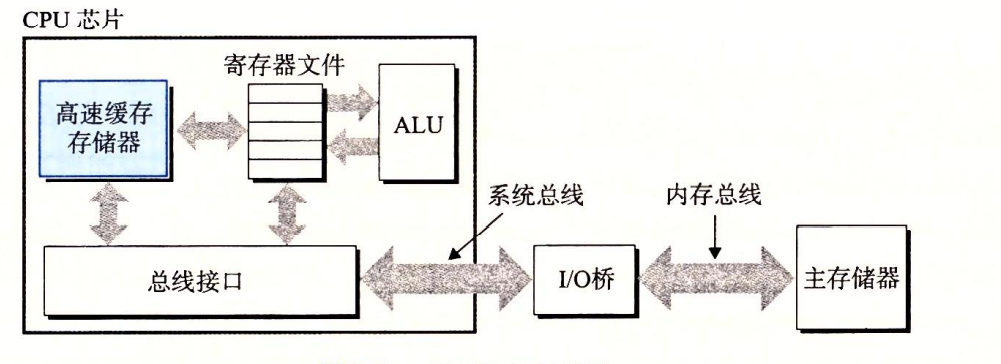 CPU 芯片
寄存器文件
高速缓存
存储器
ALU
系统总线
内存总线
总线接口
I/O桥
主存储器